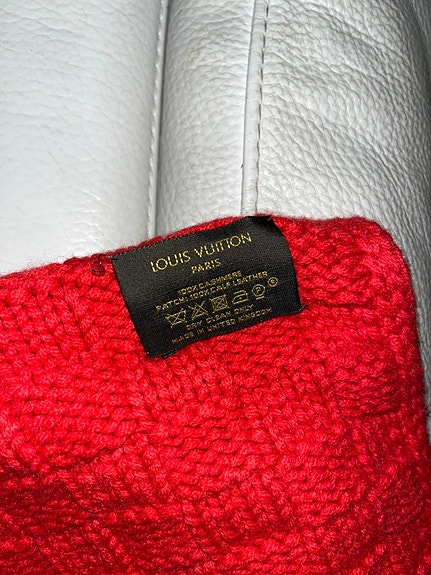 LOUIS VUITTON
PARIS
100% CASHMERE
PATCH: 100% CALF LEATHER
P S
DRY CLEAN ONLY
MADE IN UNITED KINGDOM